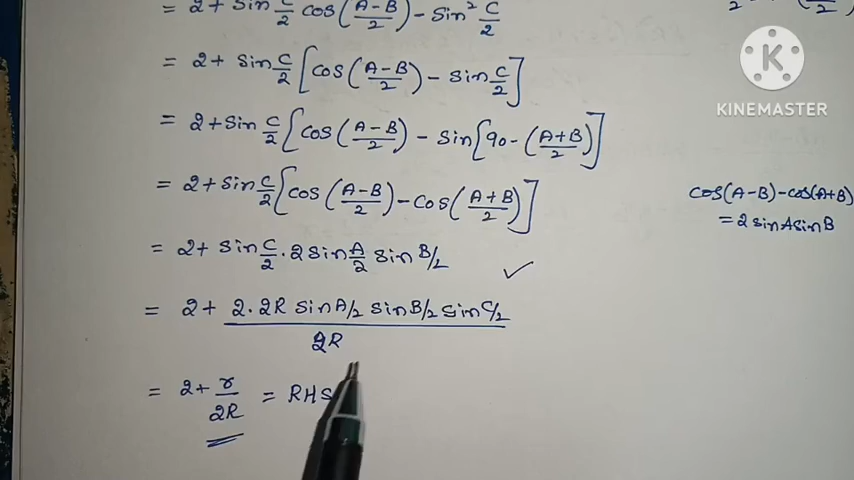 = 2 + sin C/2 cos(A-B/2) - sin² C/2
= 2 + sin C/2 [cos(A-B/2) - sin C/2]
= 2 + sin C/2 [cos(A-B/2) - sin[90 - (A+B/2)]]
= 2 + sin C/2 [cos(A-B/2) - cos(A+B/2)]
= 2 + sin C/2 . 2 sin A/2 sin B/2
= 2 + 2.2R sin A/2 sin B/2 sin C/2
2R
= 2 + r/2R = RHS
KINEMASTER
cos(A-B) - cos(A+B)
= 2 sin A sin B